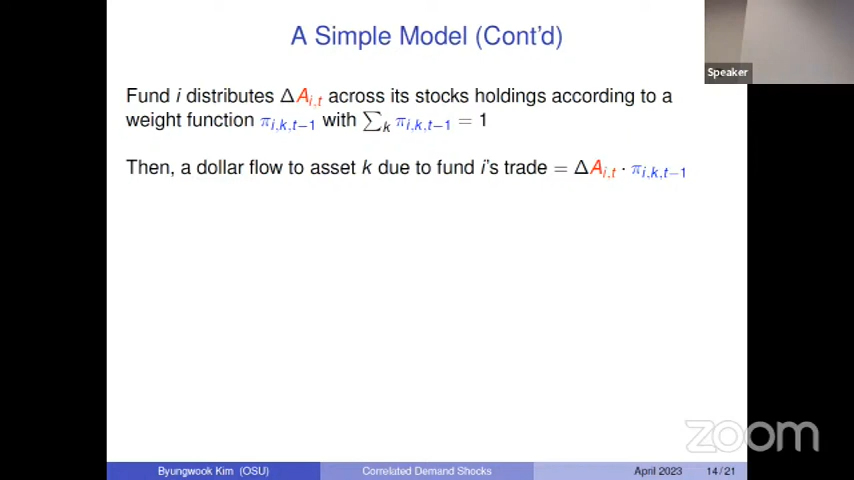 A Simple Model (Cont'd)
Speaker
Fund i distributes ΔA_{i,t} across its stocks holdings according to a
weight function π_{i,k,t−1} with ∑_k π_{i,k,t−1} = 1
Then, a dollar flow to asset k due to fund i's trade = ΔA_{i,t} · π_{i,k,t−1}
zoom
Byungwook Kim (OSU) Correlated Demand Shocks April 2023 14/21